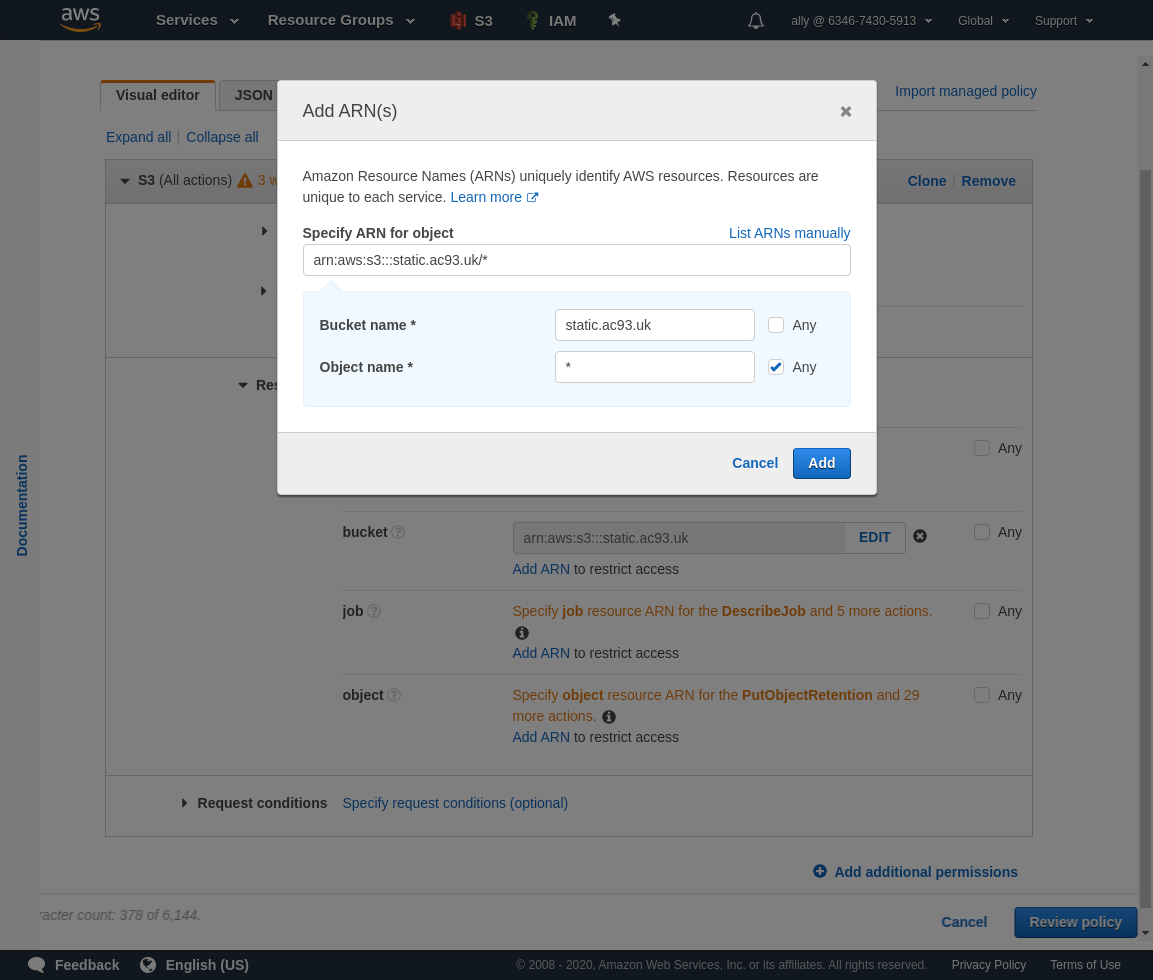 aws
Services
Resource Groups
S3
IAM
ally @ 6346-7430-5913
Global
Support
Visual editor
JSON
Import managed policy
Expand all
Collapse all
S3 (All actions) 3 w
Clone
Remove
Add ARN(s)
Amazon Resource Names (ARNs) uniquely identify AWS resources. Resources are
unique to each service. Learn more
Specify ARN for object
List ARNs manually
arn:aws:s3:::static.ac93.uk/*
Bucket name *
static.ac93.uk
Any
Object name *
*
Any
Cancel
Add
Res
Any
Documentation
bucket
arn:aws:s3:::static.ac93.uk
EDIT
Any
Add ARN to restrict access
job
Specify job resource ARN for the DescribeJob and 5 more actions.
Any
Add ARN to restrict access
object
Specify object resource ARN for the PutObjectRetention and 29
more actions.
Any
Add ARN to restrict access
Request conditions
Specify request conditions (optional)
Add additional permissions
racter count: 378 of 6,144.
Cancel
Review policy
Feedback
English (US)
© 2008 - 2020, Amazon Web Services, Inc. or its affiliates. All rights reserved.
Privacy Policy
Terms of Use